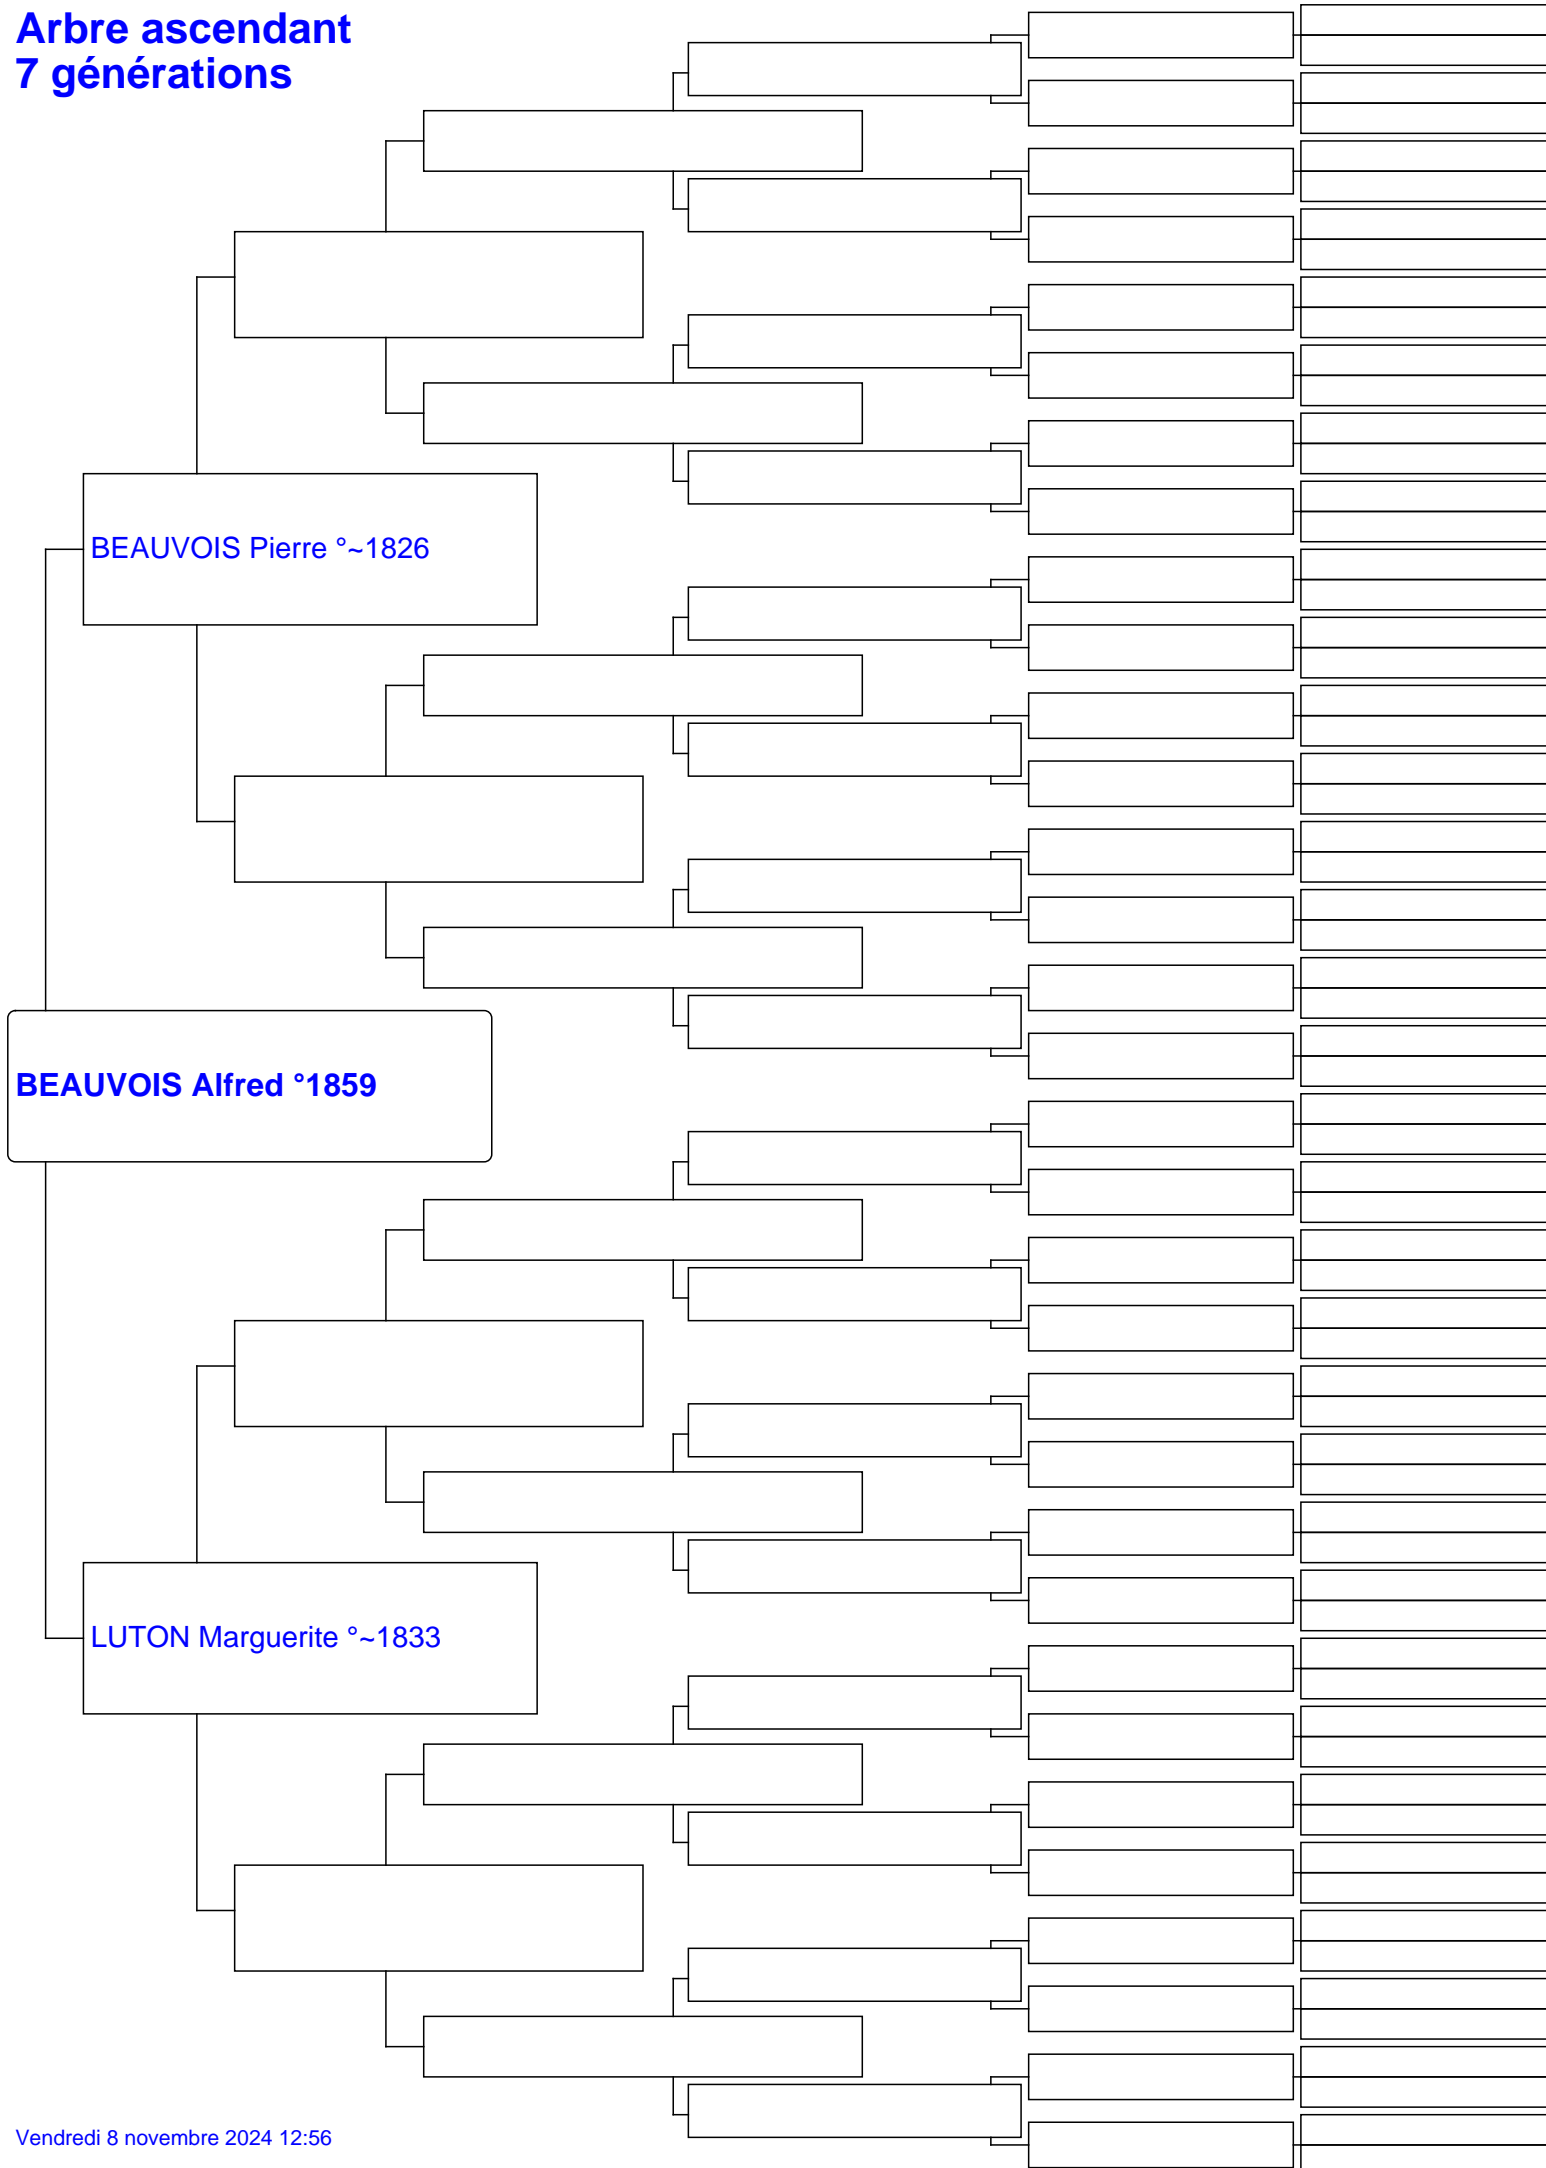 Arbre ascendant
7 générations
BEAUVOIS Pierre °~1826
BEAUVOIS Alfred °1859
LUTON Marguerite °~1833
Vendredi 8 novembre 2024 12:56